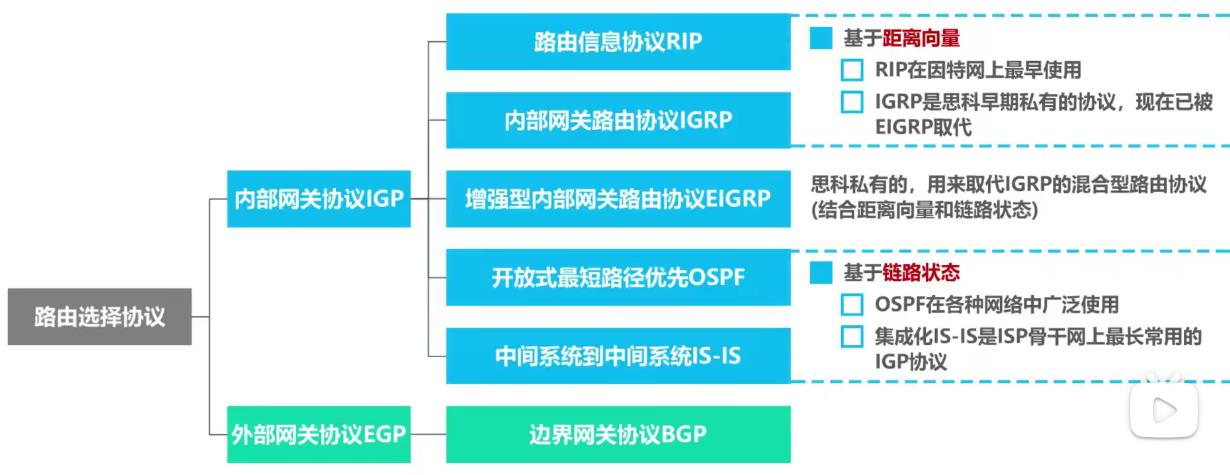 路由选择协议
内部网关协议IGP
外部网关协议EGP
路由信息协议RIP
内部网关路由协议IGRP
增强型内部网关路由协议EIGRP
开放式最短路径优先OSPF
中间系统到中间系统IS-IS
边界网关协议BGP
基于距离向量
RIP在因特网上最早使用
IGRP是思科早期私有的协议，现在已被
EIGRP取代
思科私有的，用来取代IGRP的混合型路由协议
(结合距离向量和链路状态)
基于链路状态
OSPF在各种网络中广泛使用
集成化IS-IS是ISP骨干网上最长常用的
IGP协议